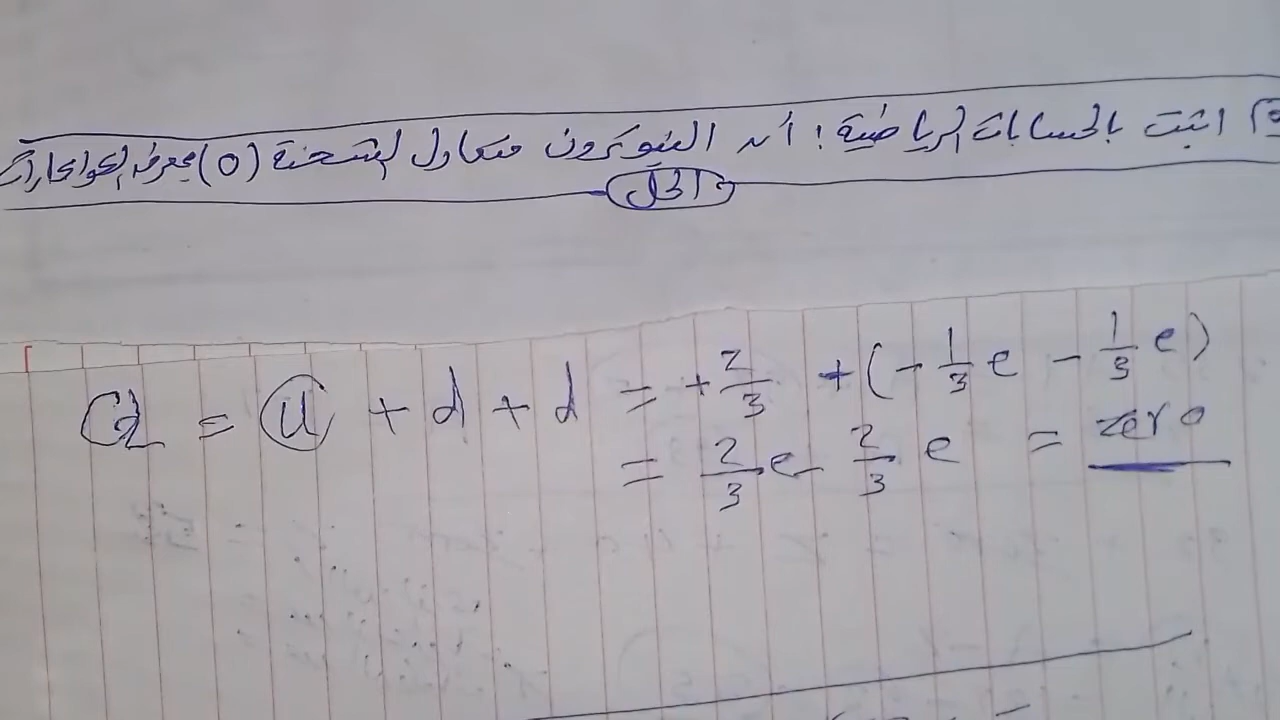 اثبت بالحسابات الرياضية: أن النيوترون متعادل الشحنة (0) بمعرفة الكواركات
الحل
Q = u + d + d = + 2/3 + (- 1/3 e - 1/3 e)
= 2/3 e - 2/3 e = zero